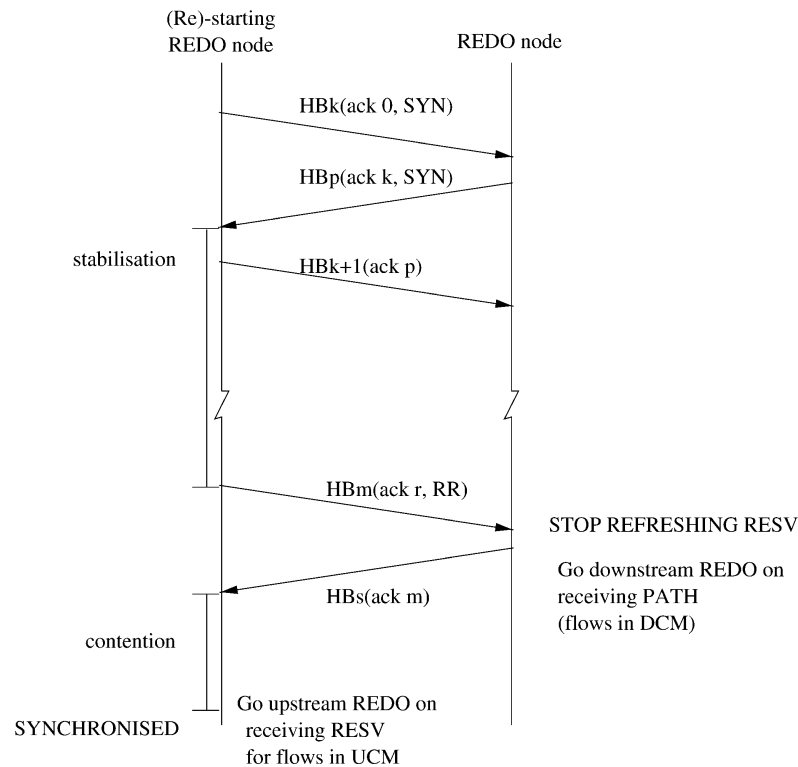 (Re)-starting
REDO node
REDO node
HBk(ack 0, SYN)
HBp(ack k, SYN)
stabilisation
HBk+1(ack p)
HBm(ack r, RR)
STOP REFRESHING RESV
Go downstream REDO on
receiving PATH
(flows in DCM)
HBs(ack m)
contention
Go upstream REDO on
receiving RESV
for flows in UCM
SYNCHRONISED